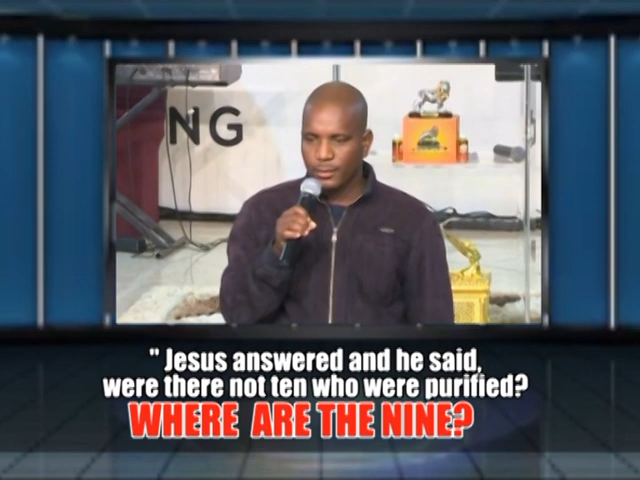 NG
" Jesus answered and he said,
were there not ten who were purified?
WHERE ARE THE NINE?